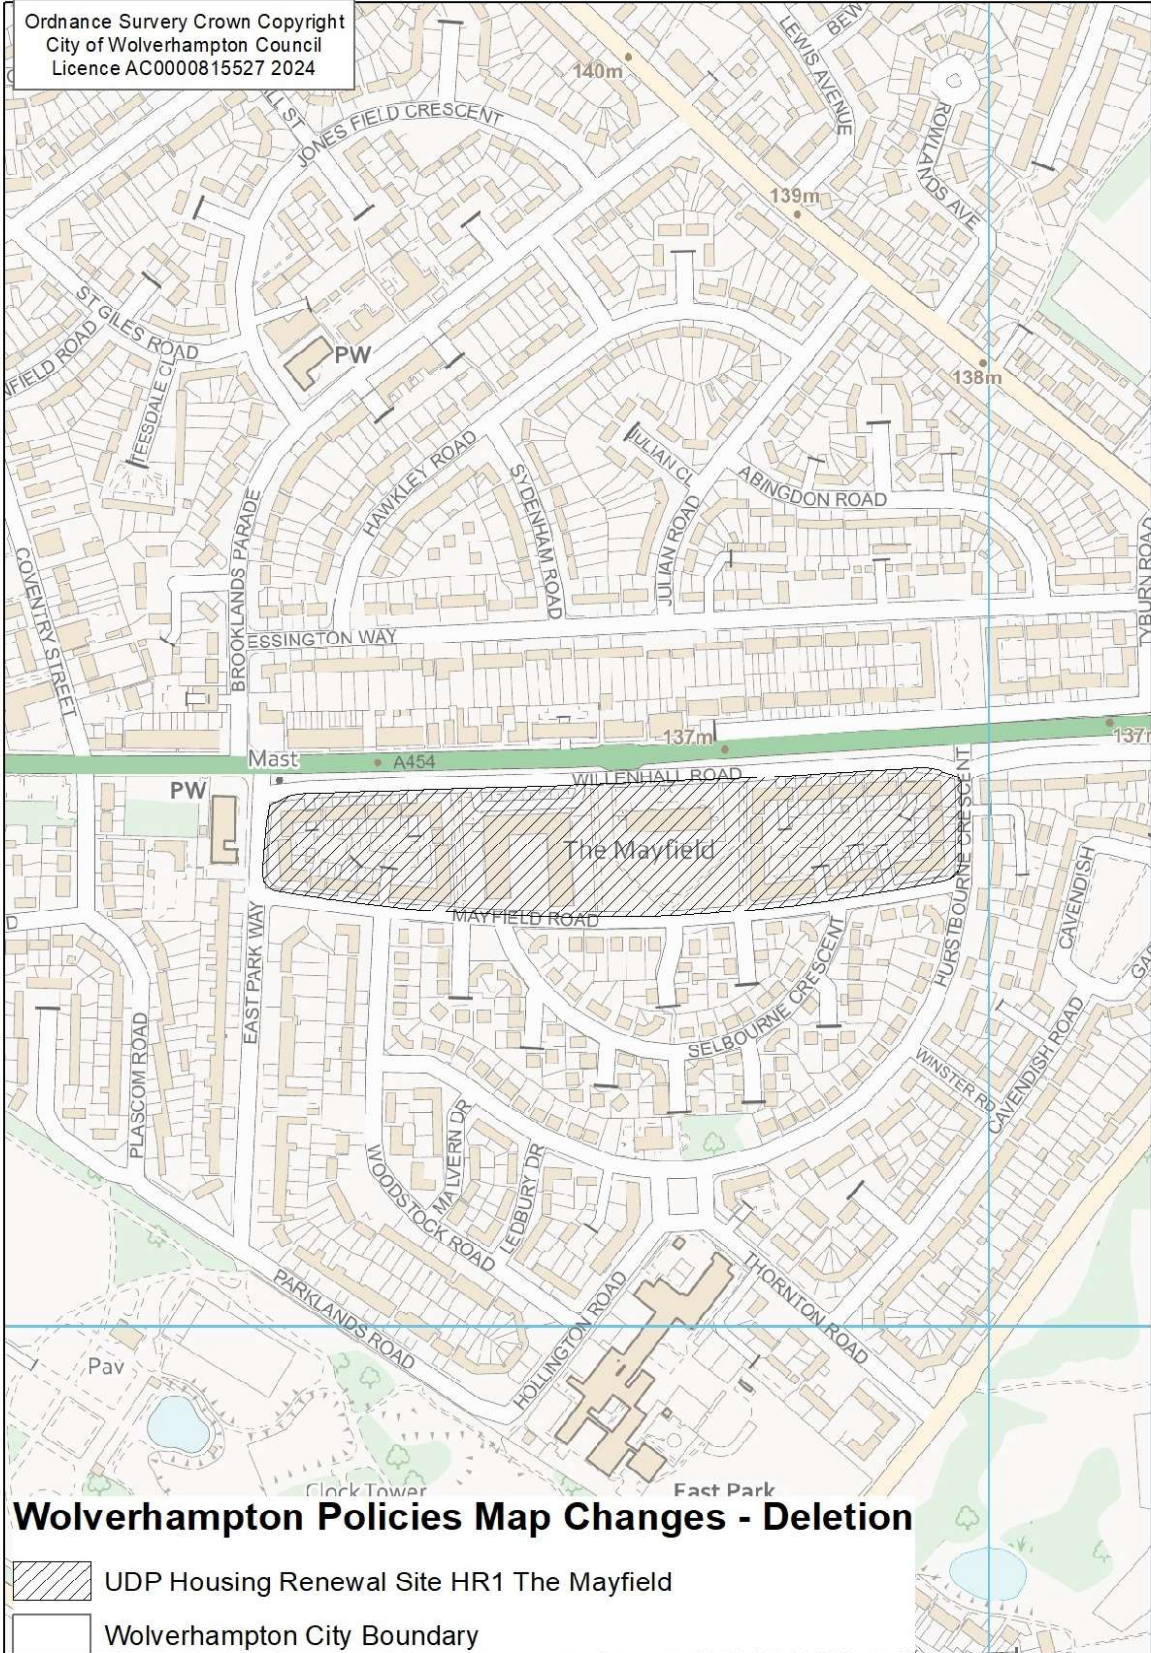 Ordnance Survery Crown Copyright
City of Wolverhampton Council
Licence AC0000815527 2024
LEWIS AVENUE
140m
JONES FIELD CRESCENT
ROWLANDS AVE
139m
ST GILES ROAD
PW
138m
TEESDALE CL
JULIAN CL
HAWKLEY ROAD
SYDENHAM ROAD
ABINGDON ROAD
BROOKLANDS PARADE
JULIAN ROAD
COVENTRY STREET
TYBURN ROAD
ESSINGTON WAY
137m
Mast
A454
WILLENHALL ROAD
PW
The Mayfield
HURSTBOURNE CRESCENT
CAVENDISH
MAYFIELD ROAD
EAST PARK WAY
SELBOURNE CRESCENT
PLASCOM ROAD
WINSTER RD
CAVENDISH ROAD
MALVERN DR
LEDBURY DR
WOODSTOCK ROAD
PARKLANDS ROAD
HOLLINGTON ROAD
THORNTON ROAD
Pav
Clock Tower
East Park
Wolverhampton Policies Map Changes - Deletion
UDP Housing Renewal Site HR1 The Mayfield
Wolverhampton City Boundary